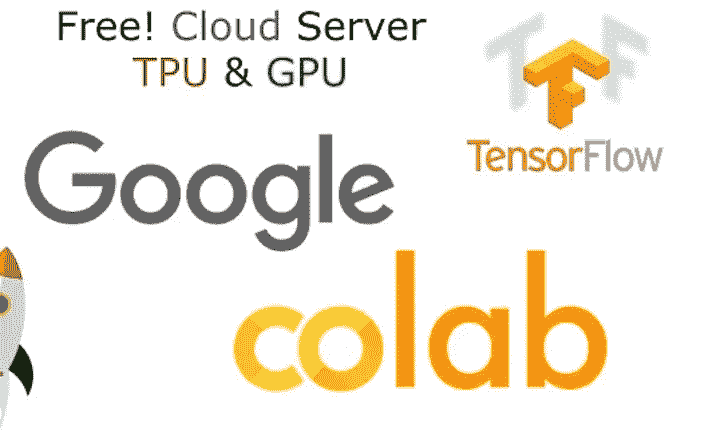 Free! Cloud Server
TPU & GPU
TensorFlow
Google
colab